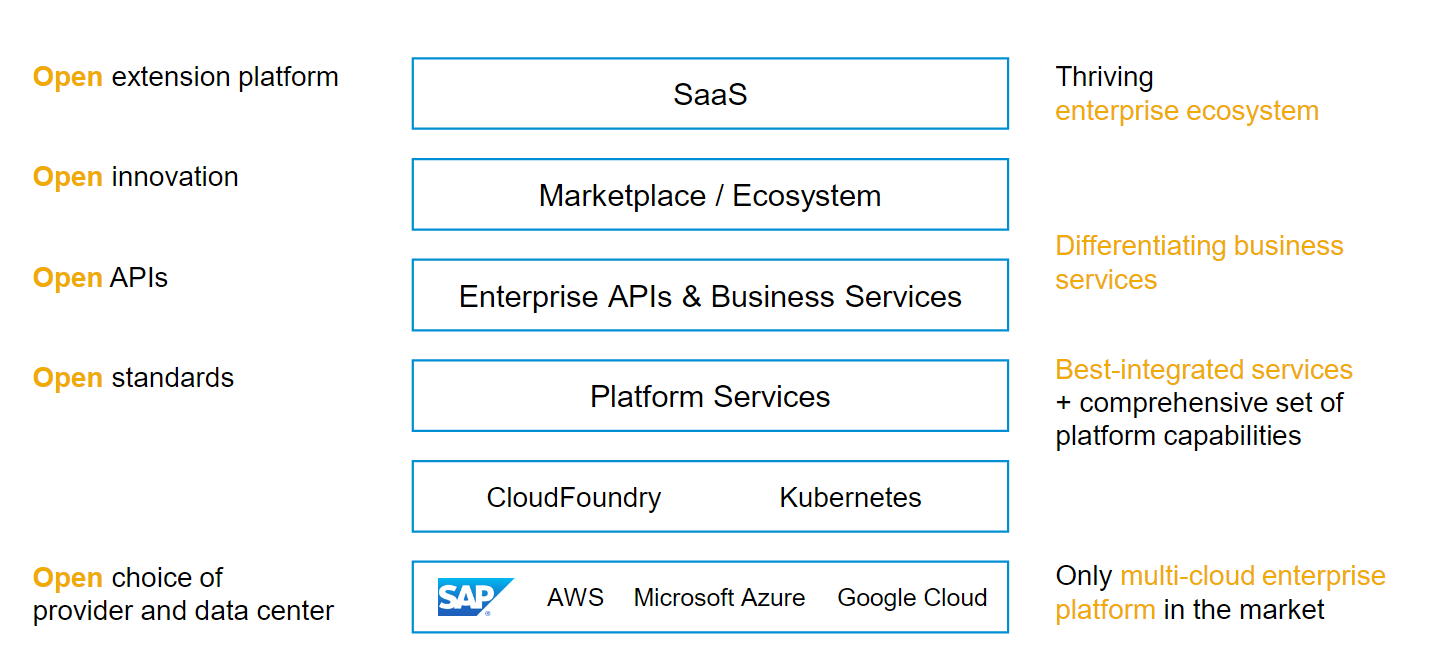 Open extension platform
SaaS
Thriving
enterprise ecosystem
Open innovation
Marketplace / Ecosystem
Open APIs
Enterprise APIs & Business Services
Differentiating business
services
Open standards
Platform Services
Best-integrated services
+ comprehensive set of
platform capabilities
CloudFoundry Kubernetes
Open choice of
provider and data center
SAP® AWS Microsoft Azure Google Cloud
Only multi-cloud enterprise
platform in the market